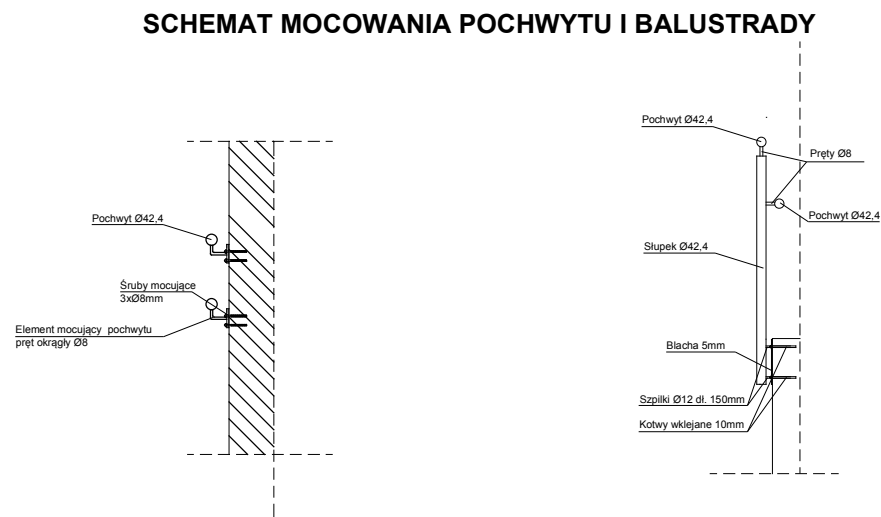 SCHEMAT MOCOWANIA POCHWYTU I BALUSTRADY
Pochwyt Ø42,4
Śruby mocujące
3xØ8mm
Element mocujący pochwytu
pręt okrągły Ø8
Pochwyt Ø42,4
Pręty Ø8
Pochwyt Ø42,4
Słupek Ø42,4
Blacha 5mm
Szpilki Ø12 dł. 150mm
Kotwy wklejane 10mm